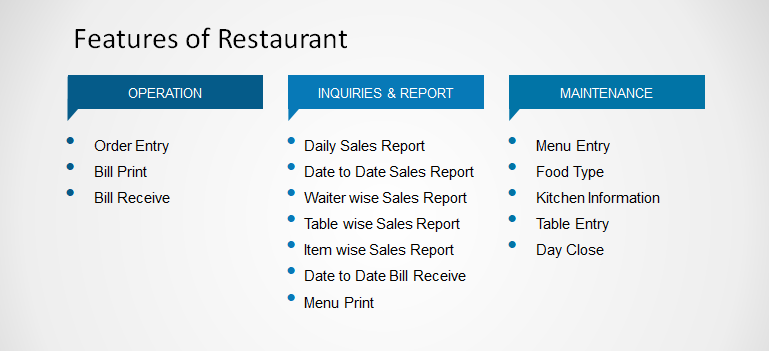 Features of Restaurant
OPERATION
Order Entry
Bill Print
Bill Receive
INQUIRIES & REPORT
Daily Sales Report
Date to Date Sales Report
Waiter wise Sales Report
Table wise Sales Report
Item wise Sales Report
Date to Date Bill Receive
Menu Print
MAINTENANCE
Menu Entry
Food Type
Kitchen Information
Table Entry
Day Close